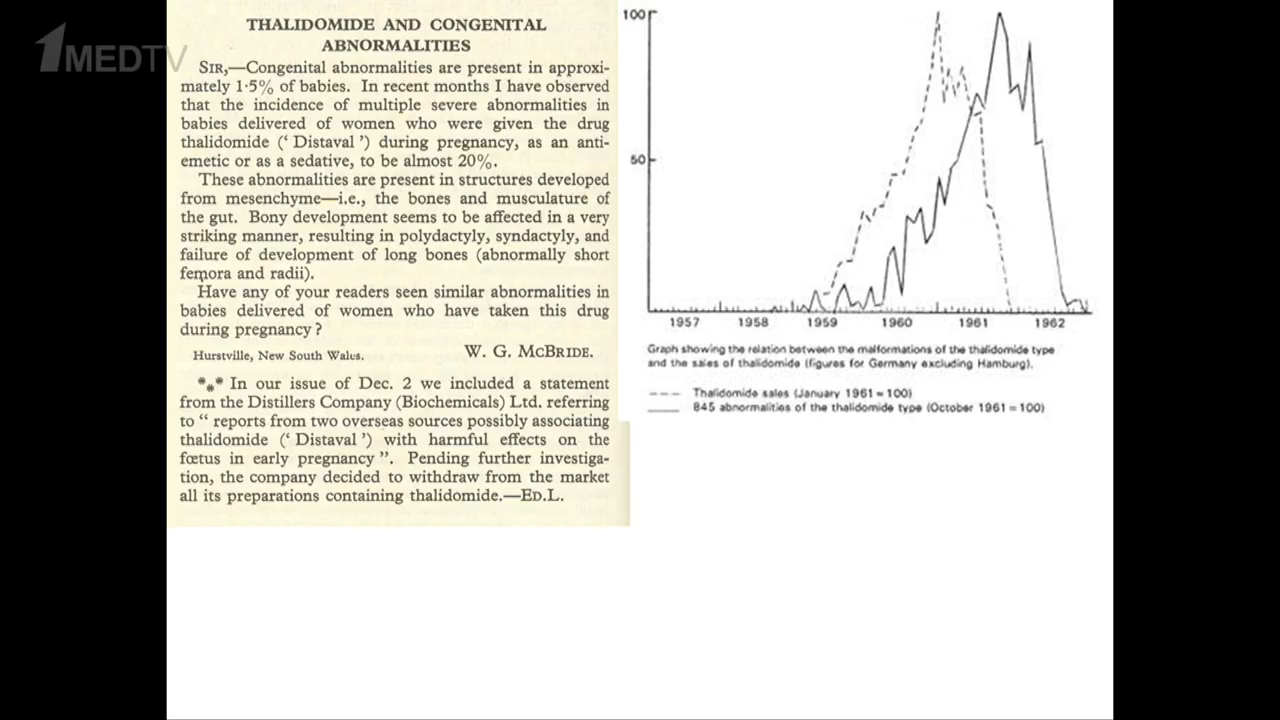 1MEDTV
THALIDOMIDE AND CONGENITAL
ABNORMALITIES
SIR,—Congenital abnormalities are present in approxi-
mately 1·5% of babies. In recent months I have observed
that the incidence of multiple severe abnormalities in
babies delivered of women who were given the drug
thalidomide (‘ Distaval ’) during pregnancy, as an anti-
emetic or as a sedative, to be almost 20%.
These abnormalities are present in structures developed
from mesenchyme—i.e., the bones and musculature of
the gut. Bony development seems to be affected in a very
striking manner, resulting in polydactyly, syndactyly, and
failure of development of long bones (abnormally short
femora and radii).
Have any of your readers seen similar abnormalities in
babies delivered of women who have taken this drug
during pregnancy ?
Hurstville, New South Wales. W. G. MCBRIDE.
*** In our issue of Dec. 2 we included a statement
from the Distillers Company (Biochemicals) Ltd. referring
to “ reports from two overseas sources possibly associating
thalidomide (‘ Distaval ’) with harmful effects on the
fœtus in early pregnancy ”. Pending further investiga-
tion, the company decided to withdraw from the market
all its preparations containing thalidomide.—ED.L.
100
50
1957 1958 1959 1960 1961 1962
Graph showing the relation between the malformations of the thalidomide type
and the sales of thalidomide (figures for Germany excluding Hamburg).
Thalidomide sales (January 1961 = 100)
845 abnormalities of the thalidomide type (October 1961 = 100)